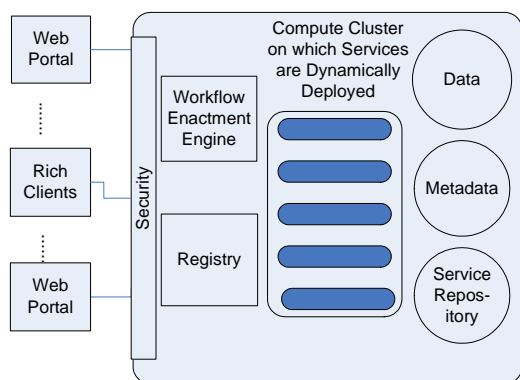 Web
Portal
Rich
Clients
Web
Portal
Security
Workflow
Enactment
Engine
Registry
Compute Cluster
on which Services
are Dynamically
Deployed
Data
Metadata
Service
Repos-
itory